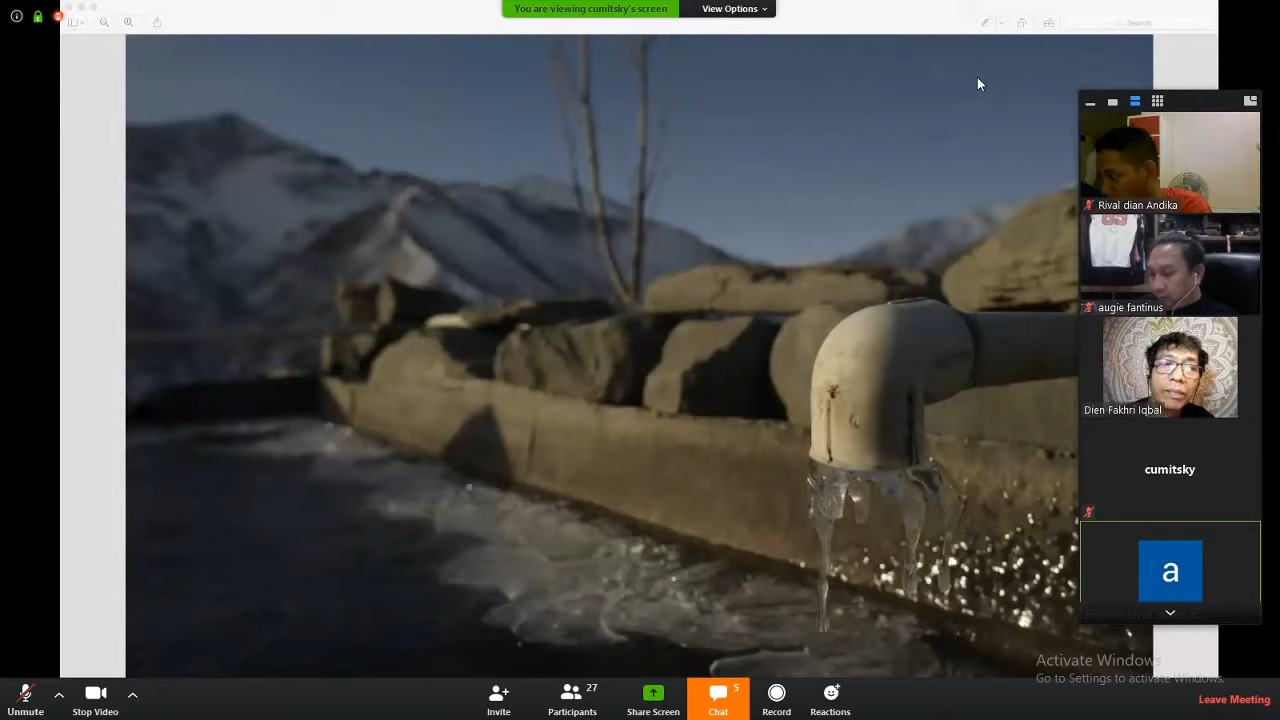 You are viewing cumitsky's screen
View Options
Search
Rival dian Andika
augie fantinus
Dien Fakhri Iqbal
cumitsky
a
Activate Windows
Go to Settings to activate Windows.
Unmute
Stop Video
Invite
27
Participants
Share Screen
5
Chat
Record
Reactions
Leave Meeting